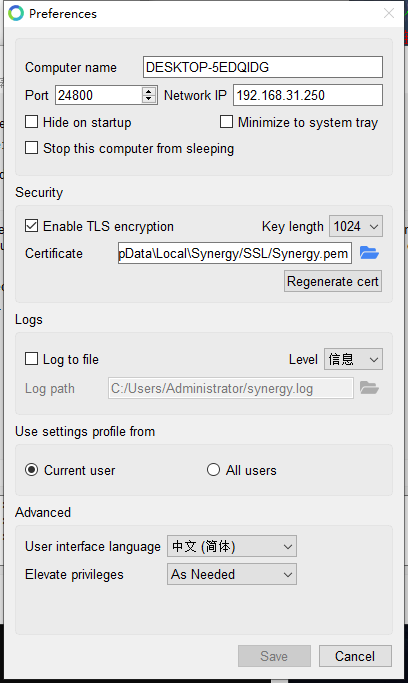 Preferences
Computer name DESKTOP-5EDQIDG
Port 24800 Network IP 192.168.31.250
Hide on startup Minimize to system tray
Stop this computer from sleeping
Security
Enable TLS encryption Key length 1024
Certificate pData\Local\Synergy/SSL/Synergy.pem
Regenerate cert
Logs
Log to file Level 信息
Log path C:/Users/Administrator/synergy.log
Use settings profile from
Current user All users
Advanced
User interface language 中文 (简体)
Elevate privileges As Needed
Save Cancel